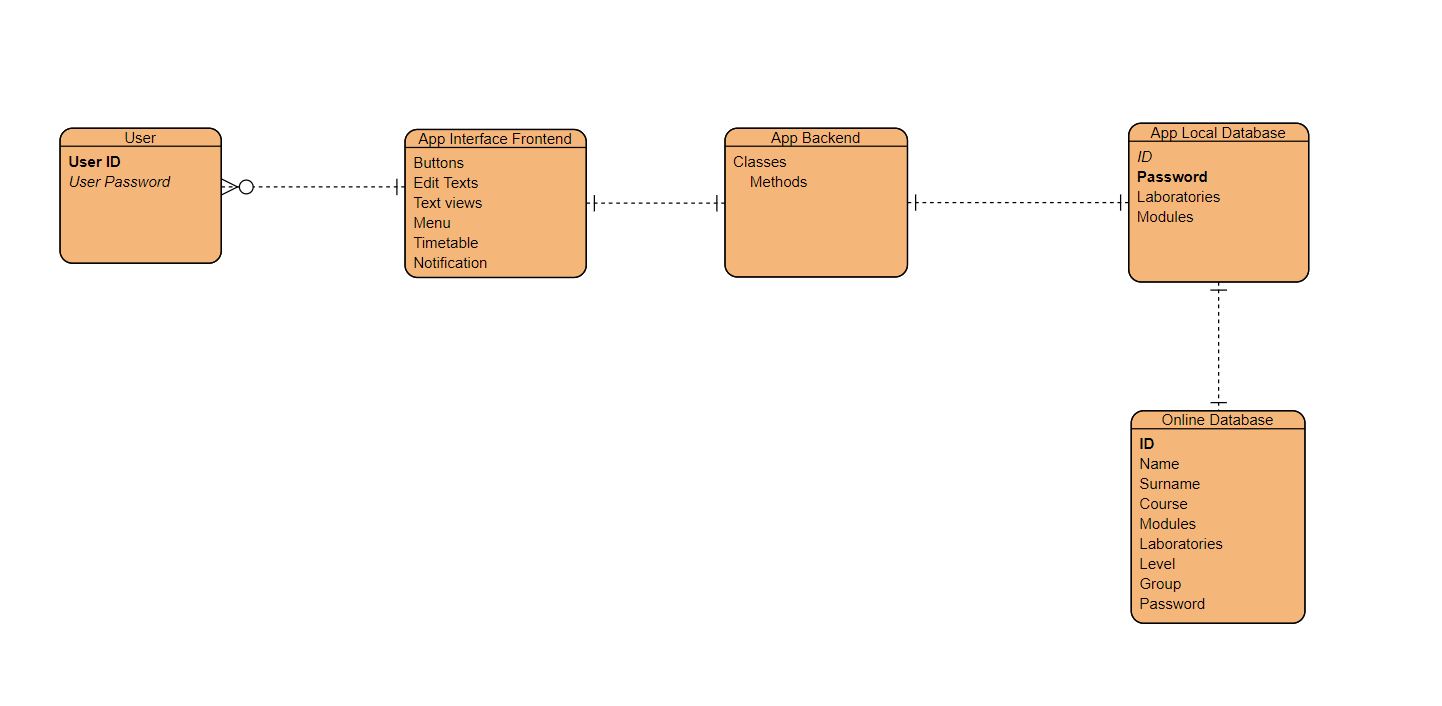 User
User ID
User Password
App Interface Frontend
Buttons
Edit Texts
Text views
Menu
Timetable
Notification
App Backend
Classes
Methods
App Local Database
ID
Password
Laboratories
Modules
Online Database
ID
Name
Surname
Course
Modules
Laboratories
Level
Group
Password